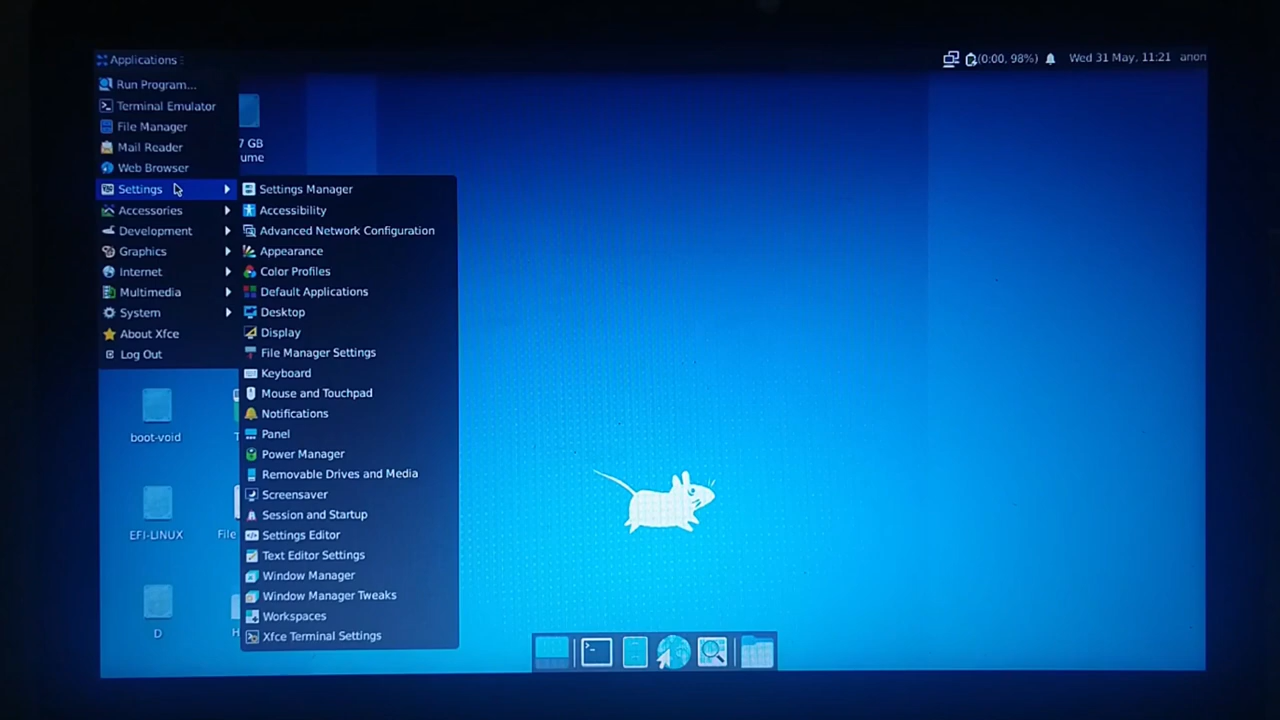 Applications
(0:00, 98%)
Wed 31 May, 11:21
anon
Run Program...
Terminal Emulator
File Manager
Mail Reader
Web Browser
Settings
Accessories
Development
Graphics
Internet
Multimedia
System
About Xfce
Log Out
7 GB
ume
Settings Manager
Accessibility
Advanced Network Configuration
Appearance
Color Profiles
Default Applications
Desktop
Display
File Manager Settings
Keyboard
Mouse and Touchpad
Notifications
Panel
Power Manager
Removable Drives and Media
Screensaver
Session and Startup
Settings Editor
Text Editor Settings
Window Manager
Window Manager Tweaks
Workspaces
Xfce Terminal Settings
boot-void
T
EFI-LINUX
File
D
H